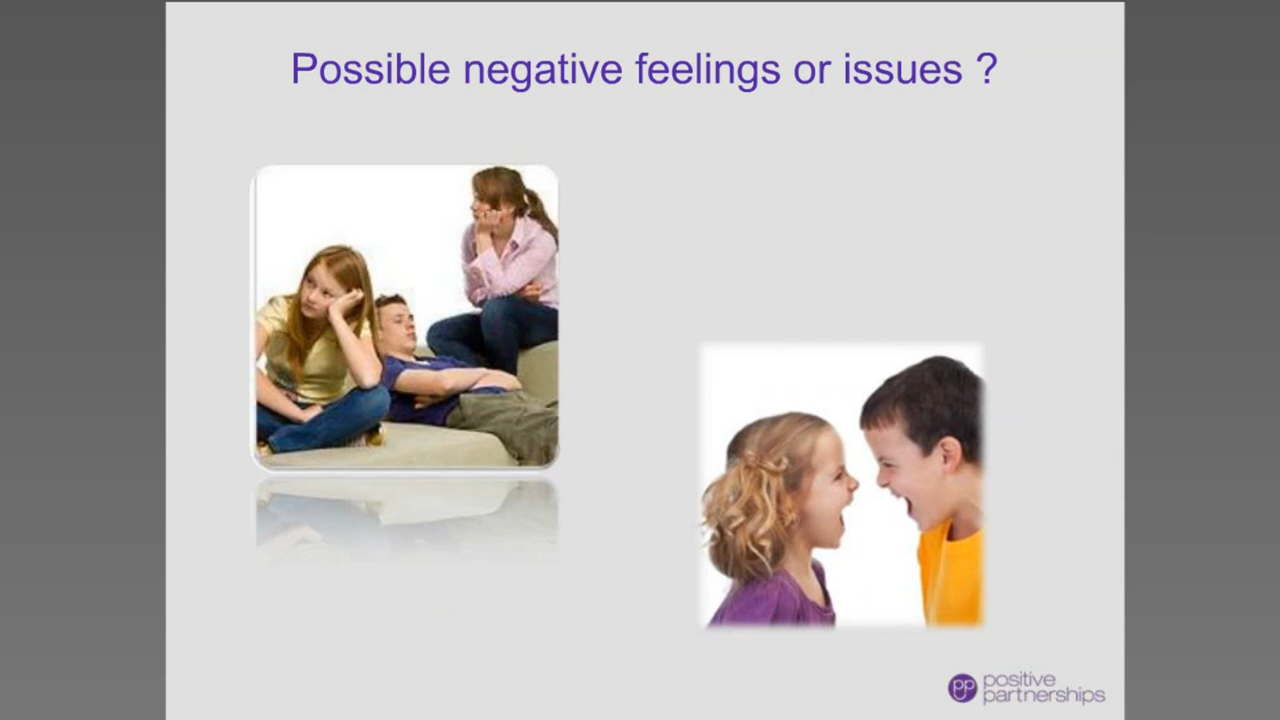 Possible negative feelings or issues ?
pp
positive
partnerships